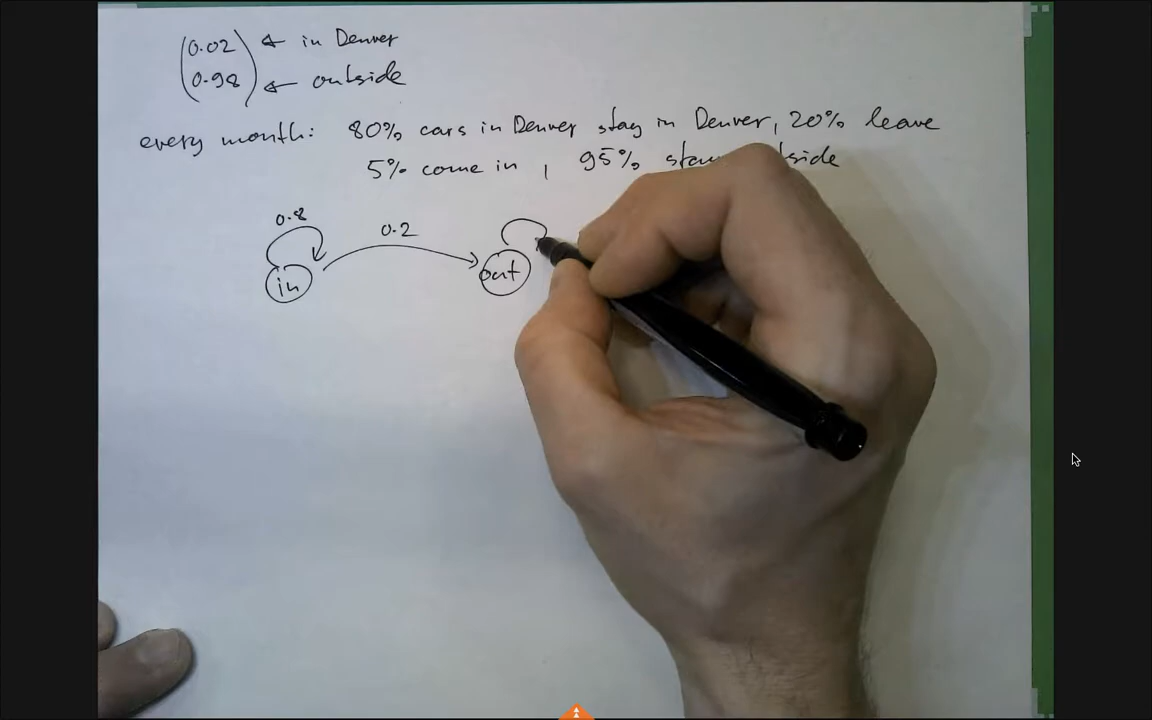 0.02 ← in Denver
0.98 ← outside
every month: 80% cars in Denver stay in Denver, 20% leave
5% come in, 95%
0.8
0.2
in
out